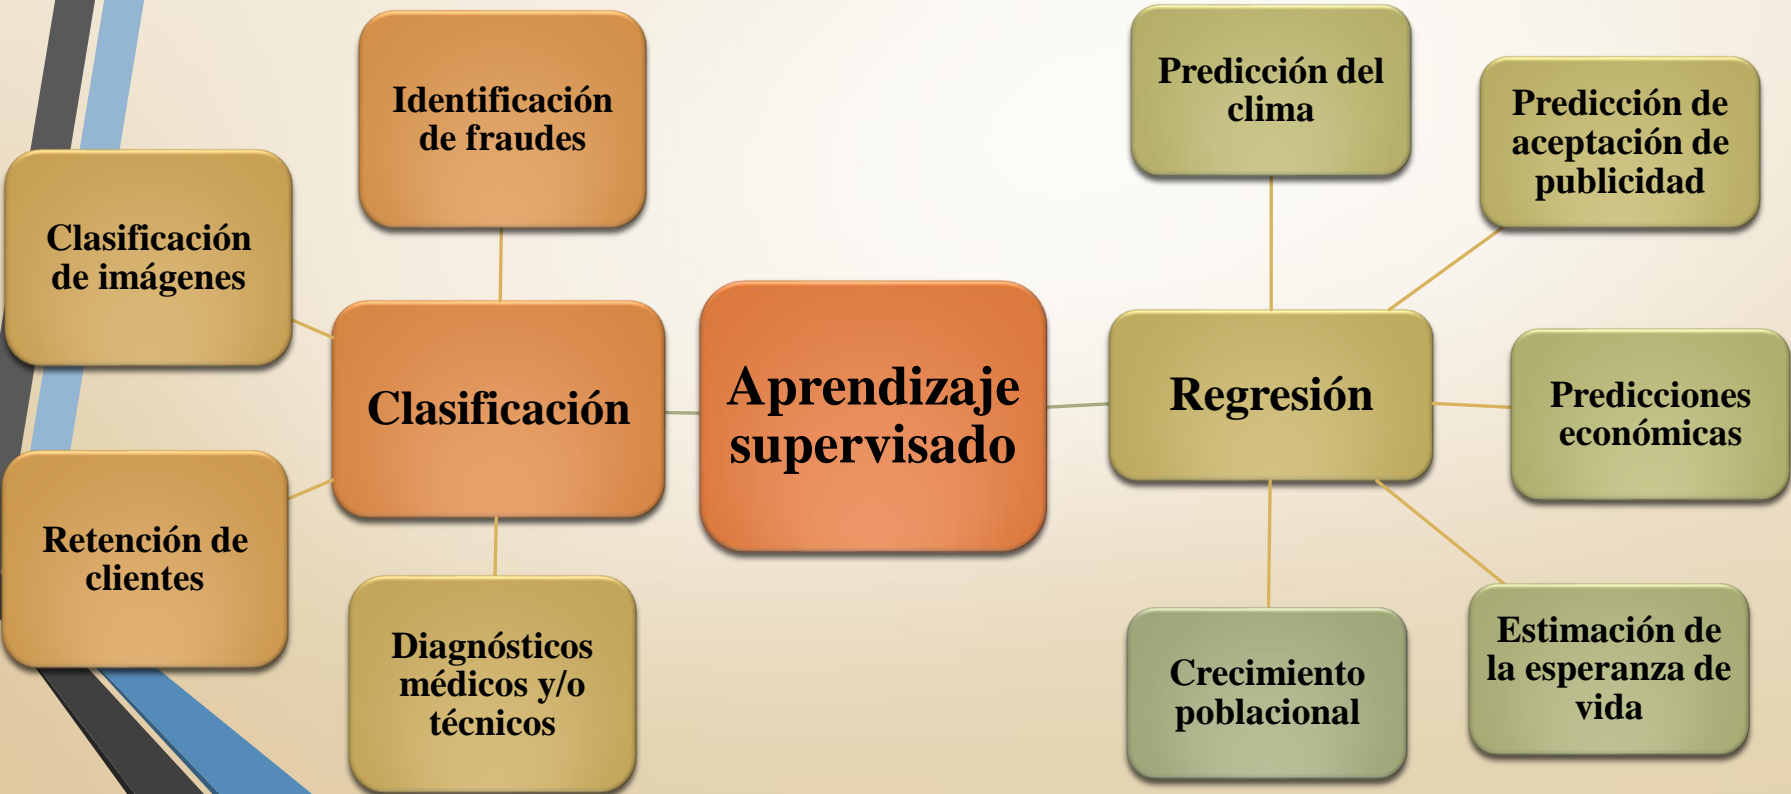 Identificación
de fraudes
Clasificación
de imágenes
Clasificación
Retención de
clientes
Diagnósticos
médicos y/o
técnicos
Aprendizaje
supervisado
Regresión
Predicción del
clima
Predicción de
aceptación de
publicidad
Predicciones
económicas
Estimación de
la esperanza de
vida
Crecimiento
poblacional